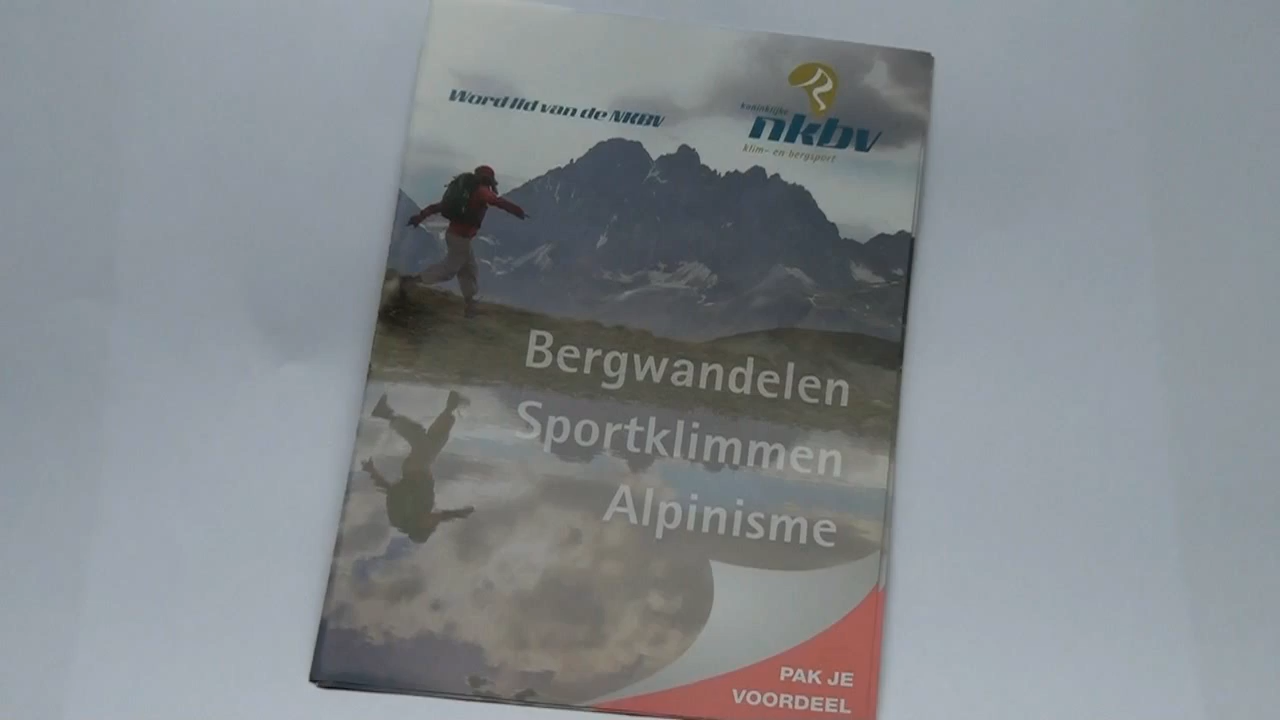 Word lid van de NKBV
koninklijke
nkbv
klim- en bergsport
Bergwandelen
Sportklimmen
Alpinisme
PAK JE
VOORDEEL